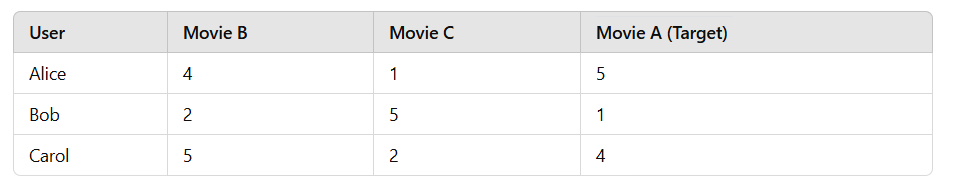 User Movie B Movie C Movie A (Target)
Alice 4 1 5
Bob 2 5 1
Carol 5 2 4